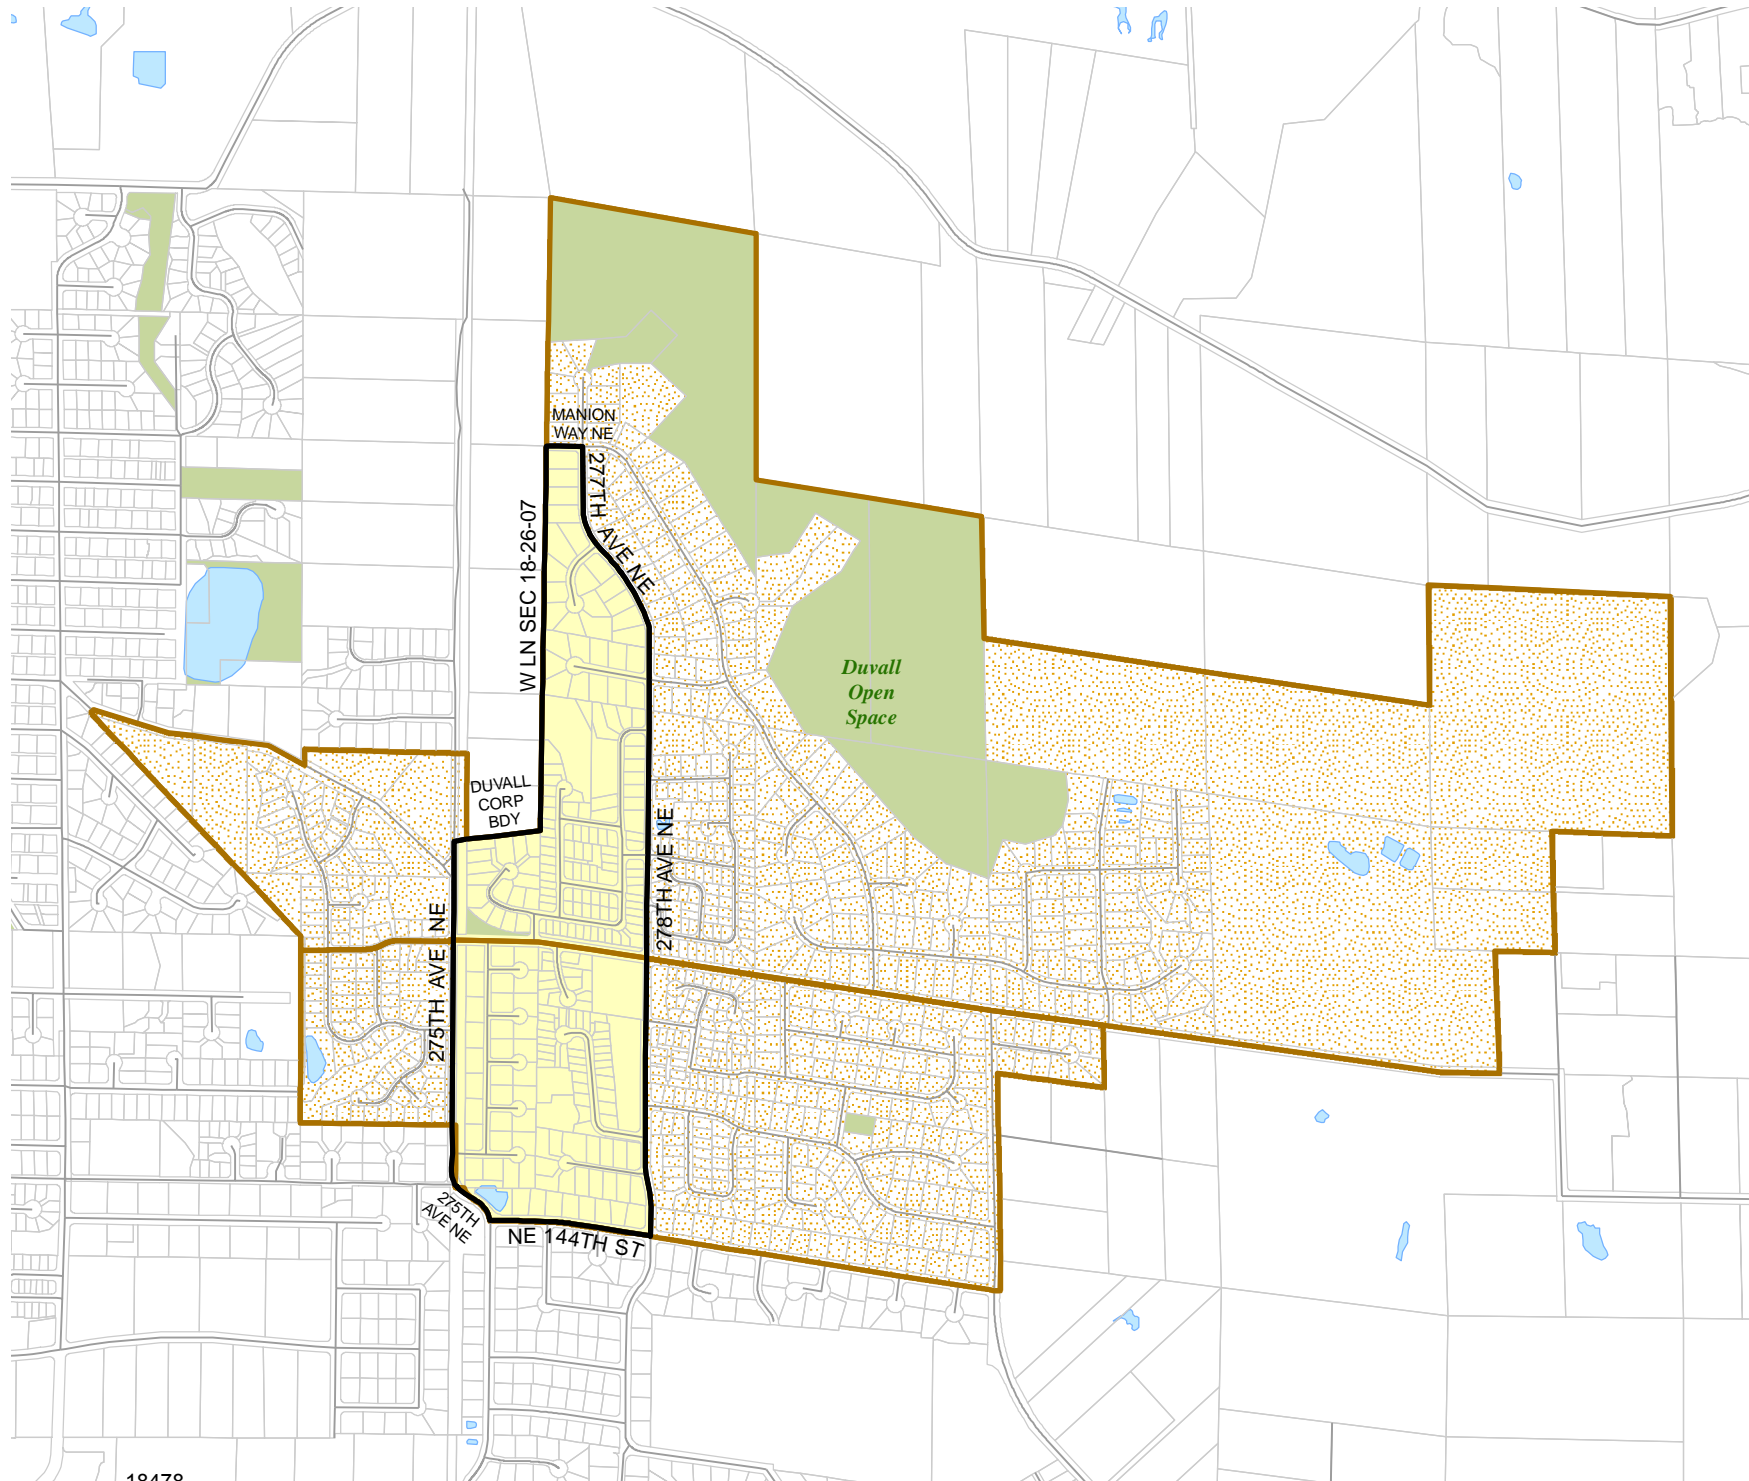 MANION
WAY NE
277TH AVE NE
W LN SEC 18-26-07
Duvall
Open
Space
DUVALL
CORP
BDY
278TH AVE NE
275TH AVE NE
275TH
AVE NE
NE 144TH ST
18478